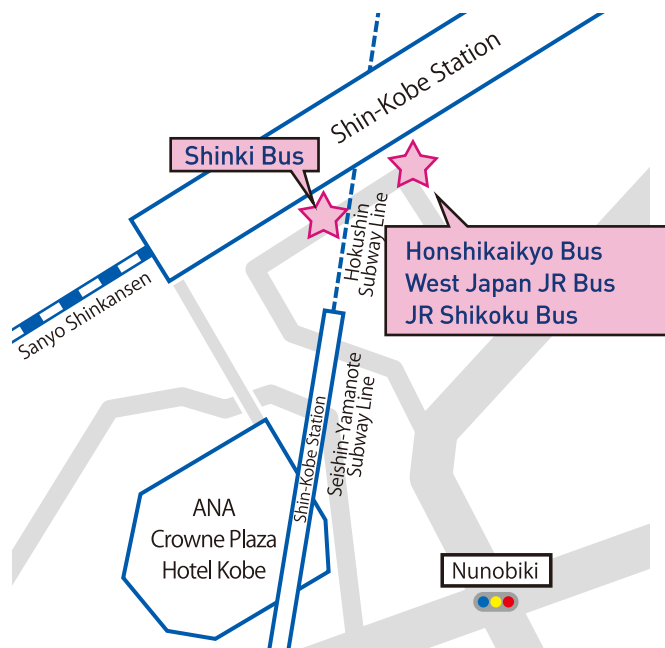 Shin-Kobe Station
Shinki Bus
Hokushin
Subway Line
Honshikaikyo Bus
West Japan JR Bus
JR Shikoku Bus
Sanyo Shinkansen
Shin-Kobe Station
Seishin-Yamanote
Subway Line
ANA
Crowne Plaza
Hotel Kobe
Nunobiki